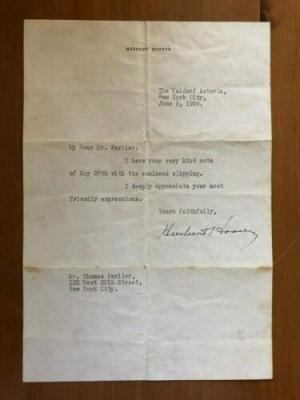 HERBERT HOOVER
The Waldorf Astoria,
New York City,
June 5, 1939.
My dear Mr. Parlier:
I have your very kind note
of May 25th with the enclosed clipping.
I deeply appreciate your most
friendly expressions.
Yours faithfully,
Herbert Hoover
Mr. Thomas Parlier,
New York City.